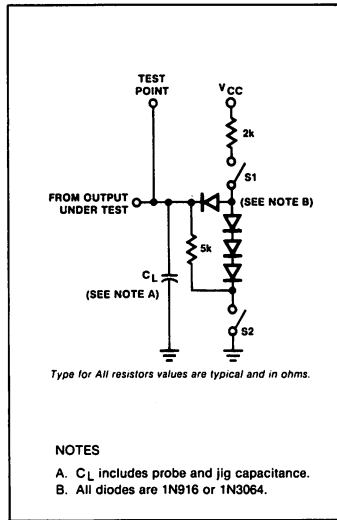 TEST
POINT
VCC
2k
S1
FROM OUTPUT
UNDER TEST
(SEE NOTE B)
5k
CL
(SEE NOTE A)
S2
Type for All resistors values are typical and in ohms.
NOTES
A. CL includes probe and jig capacitance.
B. All diodes are 1N916 or 1N3064.